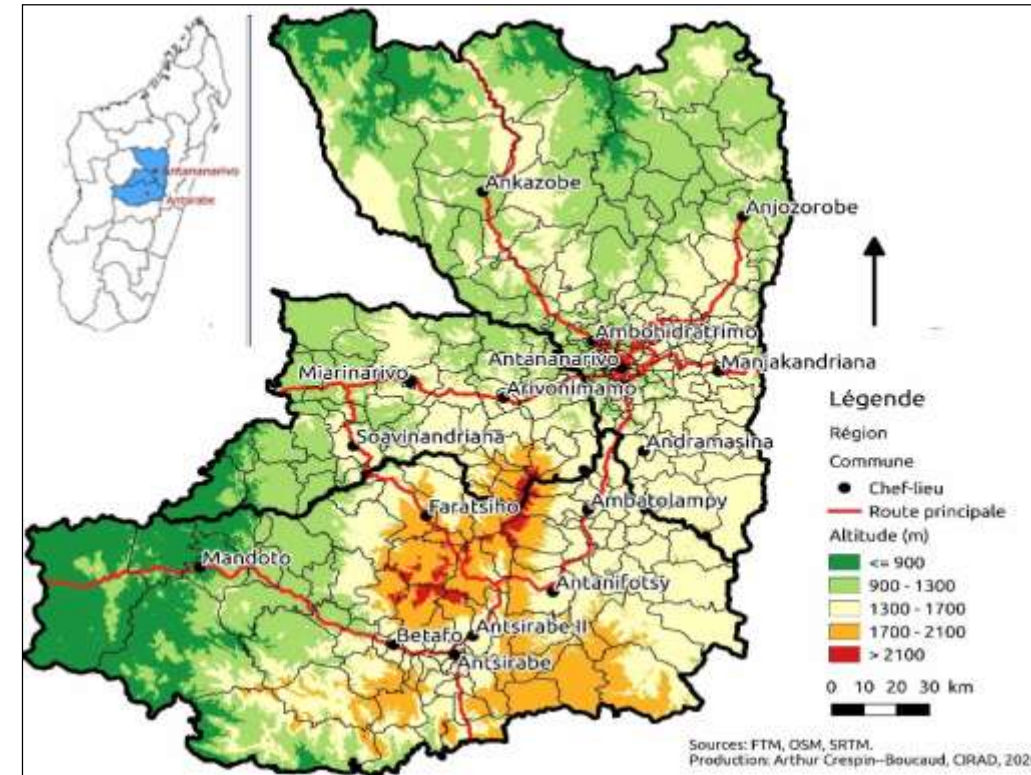 Antananarivo
Antsirabe
Ankazobe
Anjozorobe
Ambohidratrimo
Antananarivo
Manjakandriana
Miarinarivo
Arivonimamo
Soavinandriana
Andramasina
Faratsiho
Ambatolampy
Mandoto
Antanifotsy
Betafo
Antsirabe II
Antsirabe
Légende
Région
Commune
Chef-lieu
Route principale
Altitude (m)
<= 900
900 - 1300
1300 - 1700
1700 - 2100
> 2100
0 10 20 30 km
Sources: FTM, OSM, SRTM.
Production: Arthur Crespin--Boucaud, CIRAD, 202